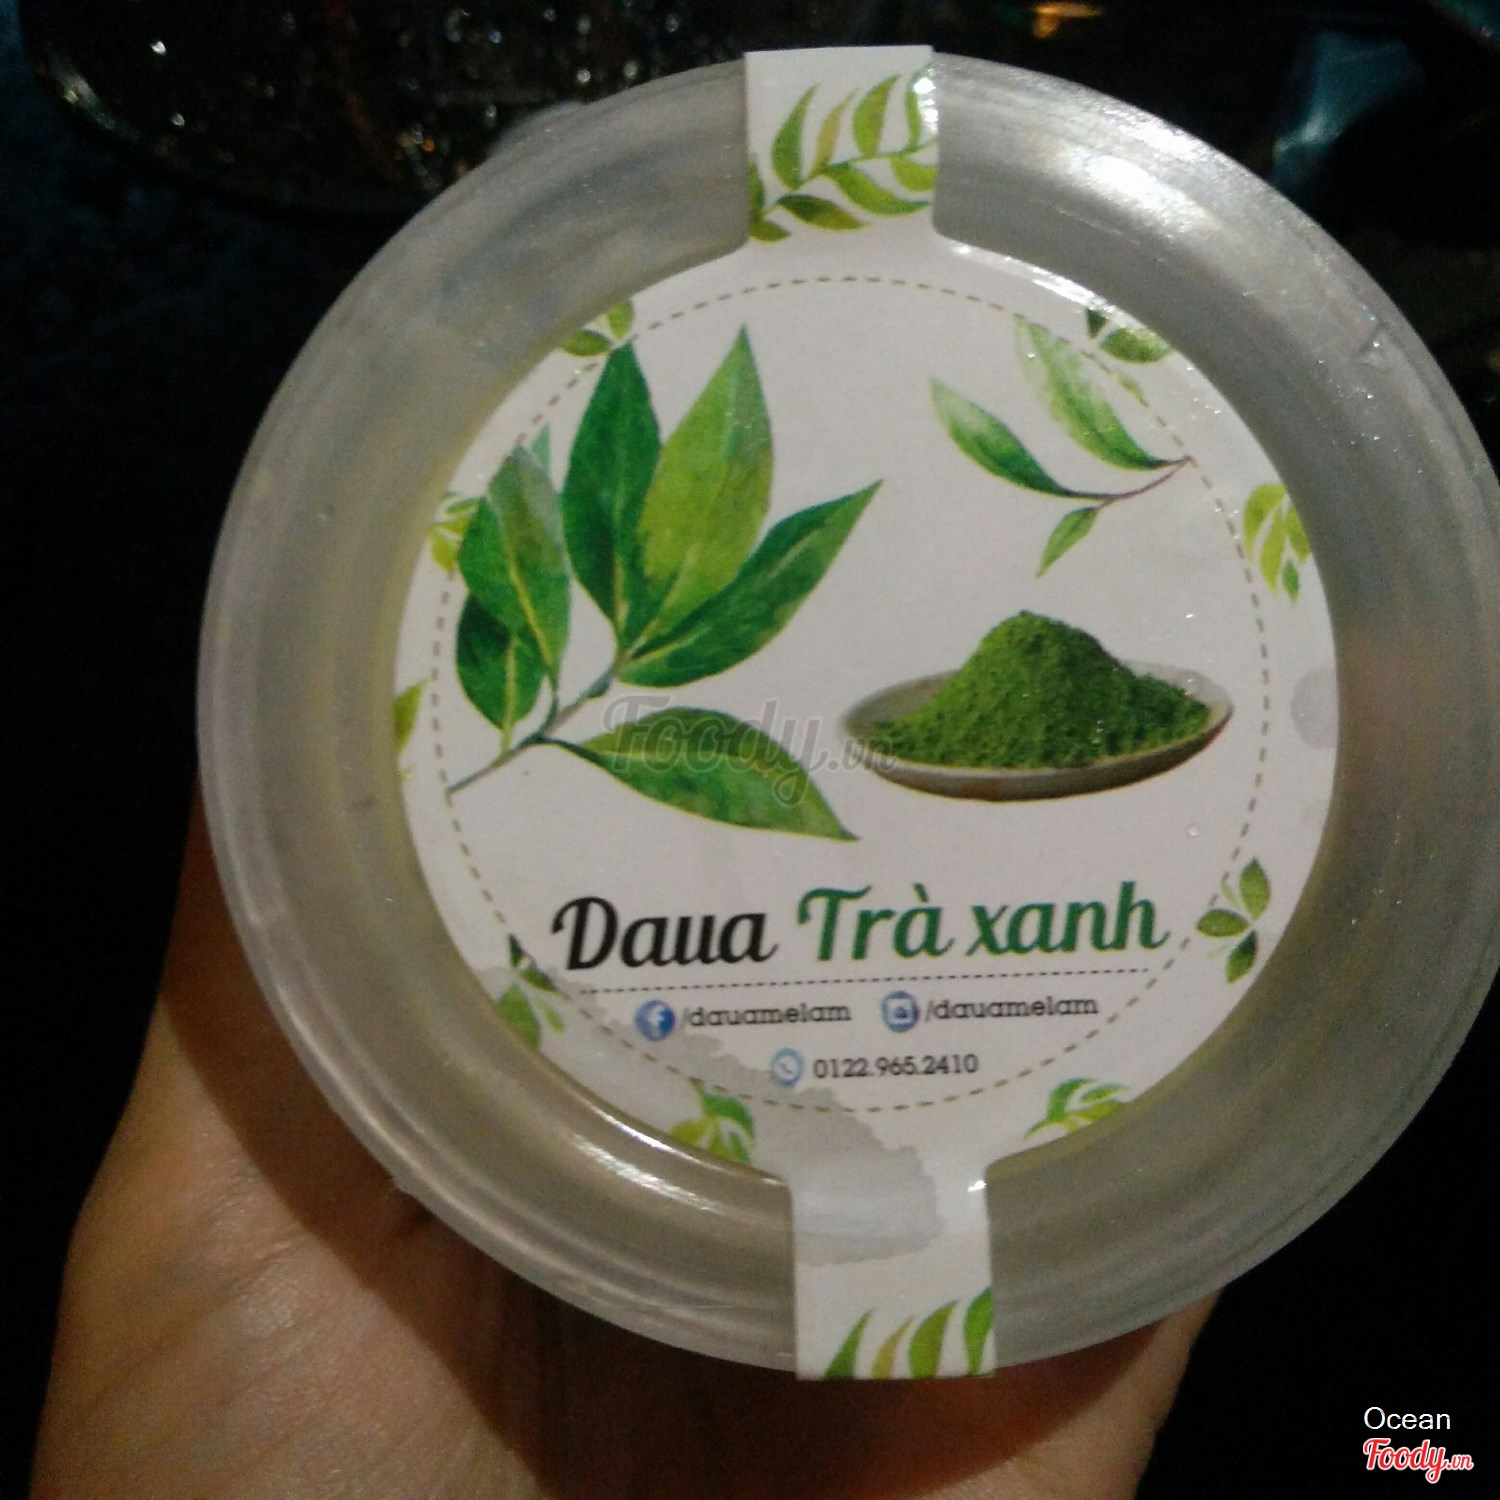 Foody.vn
Daua Trà xanh
/dauamelam /dauamelam
0122.965.2410
Ocean
Foody.vn